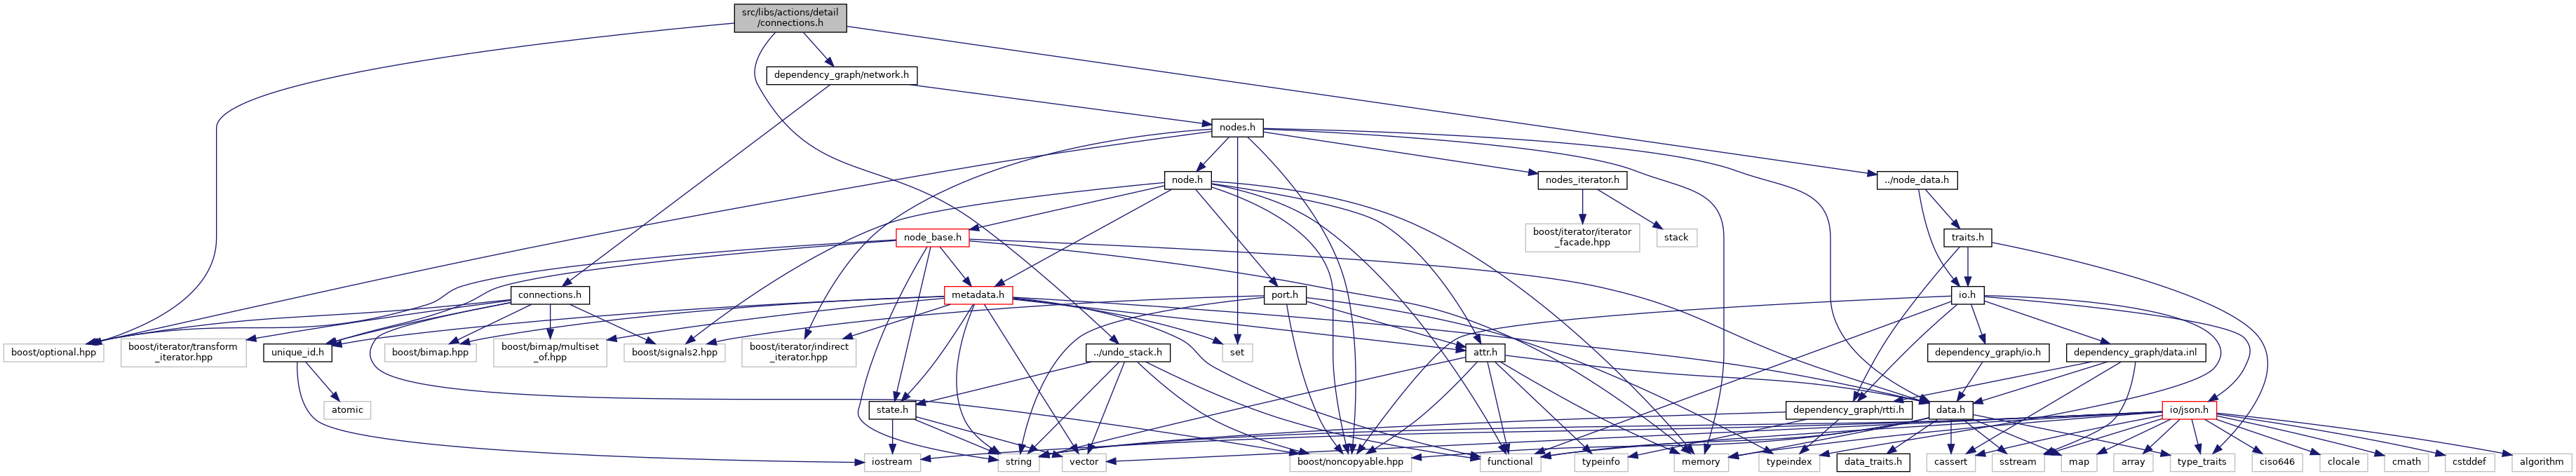 src/libs/actions/detail
/connections.h
dependency_graph/network.h
nodes.h
node.h
nodes_iterator.h
../node_data.h
boost/iterator/iterator
_facade.hpp
stack
node_base.h
traits.h
connections.h
metadata.h
port.h
io.h
boost/optional.hpp
boost/iterator/transform
_iterator.hpp
unique_id.h
boost/bimap.hpp
boost/bimap/multiset
_of.hpp
boost/signals2.hpp
boost/iterator/indirect
_iterator.hpp
../undo_stack.h
set
attr.h
dependency_graph/io.h
dependency_graph/data.inl
atomic
state.h
dependency_graph/rtti.h
data.h
io/json.h
iostream
string
vector
boost/noncopyable.hpp
functional
typeinfo
memory
typeindex
data_traits.h
cassert
sstream
map
array
type_traits
ciso646
clocale
cmath
cstddef
algorithm